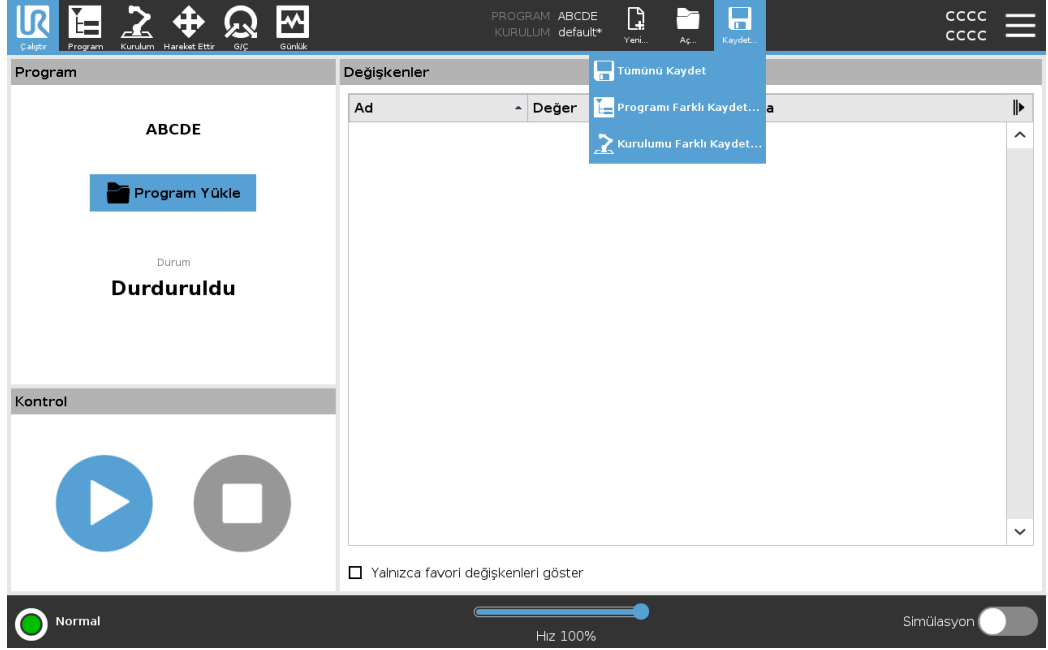 UR
Çalıştır
Program
Kurulum
Hareket Ettir
G/Ç
Günlük
PROGRAM ABCDE
KURULUM default*
Yeni...
Aç...
Kaydet...
CCCC
CCCC
Tümünü Kaydet
Programı Farklı Kaydet...
Kurulumu Farklı Kaydet...
Program
ABCDE
Program Yükle
Durum
Durduruldu
Kontrol
Değişkenler
Ad
Değer
a
Yalnızca favori değişkenleri göster
Normal
Hız 100%
Simülasyon